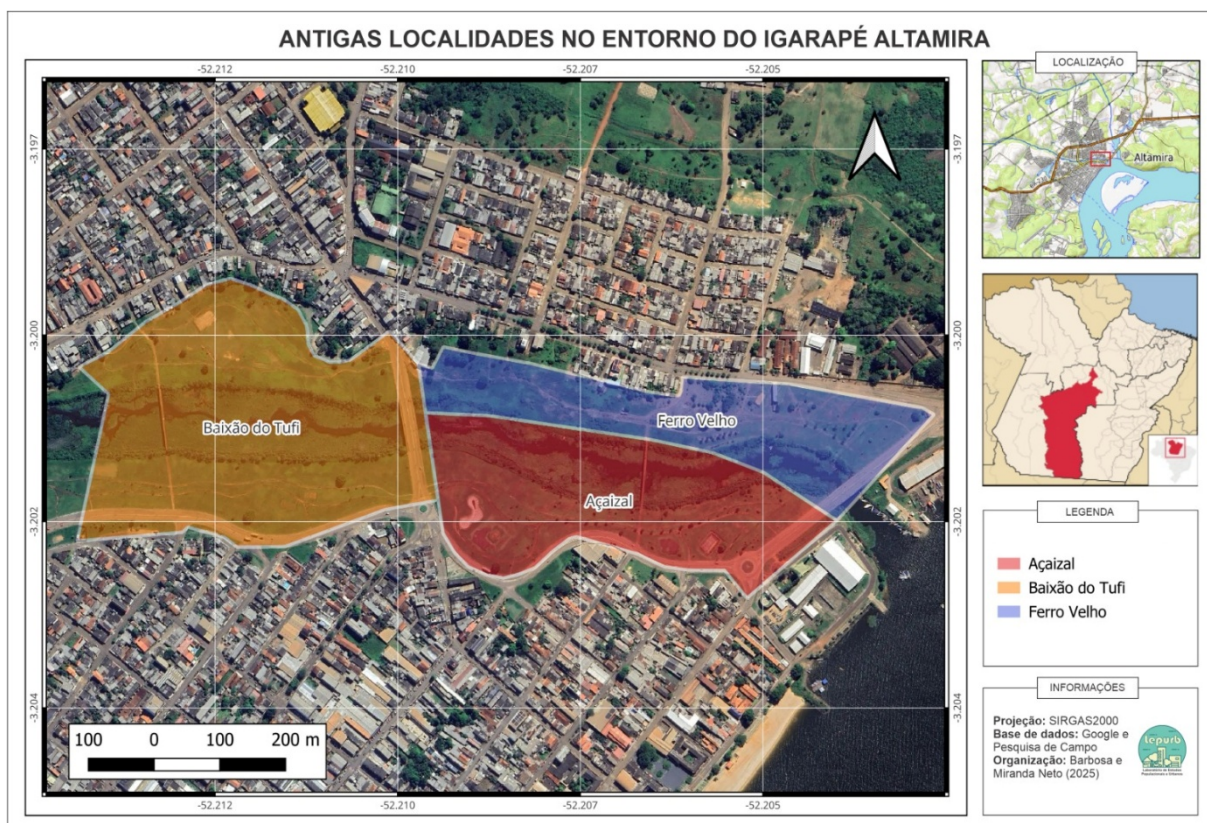 ANTIGAS LOCALIDADES NO ENTORNO DO IGARAPÉ ALTAMIRA
-52.212 -52.210 -52.207 -52.205
-3.197 -3.197
-3.200 -3.200
-3.202 -3.202
-3.204 -3.204
Baixão do Tufi
Ferro Velho
Açaizal
100 0 100 200 m
-52.212 -52.210 -52.207 -52.205
LOCALIZAÇÃO
Altamira
LEGENDA
Açaizal
Baixão do Tufi
Ferro Velho
INFORMAÇÕES
Projeção: SIRGAS2000
Base de dados: Google e
Pesquisa de Campo
Organização: Barbosa e
Miranda Neto (2025)
lepurb